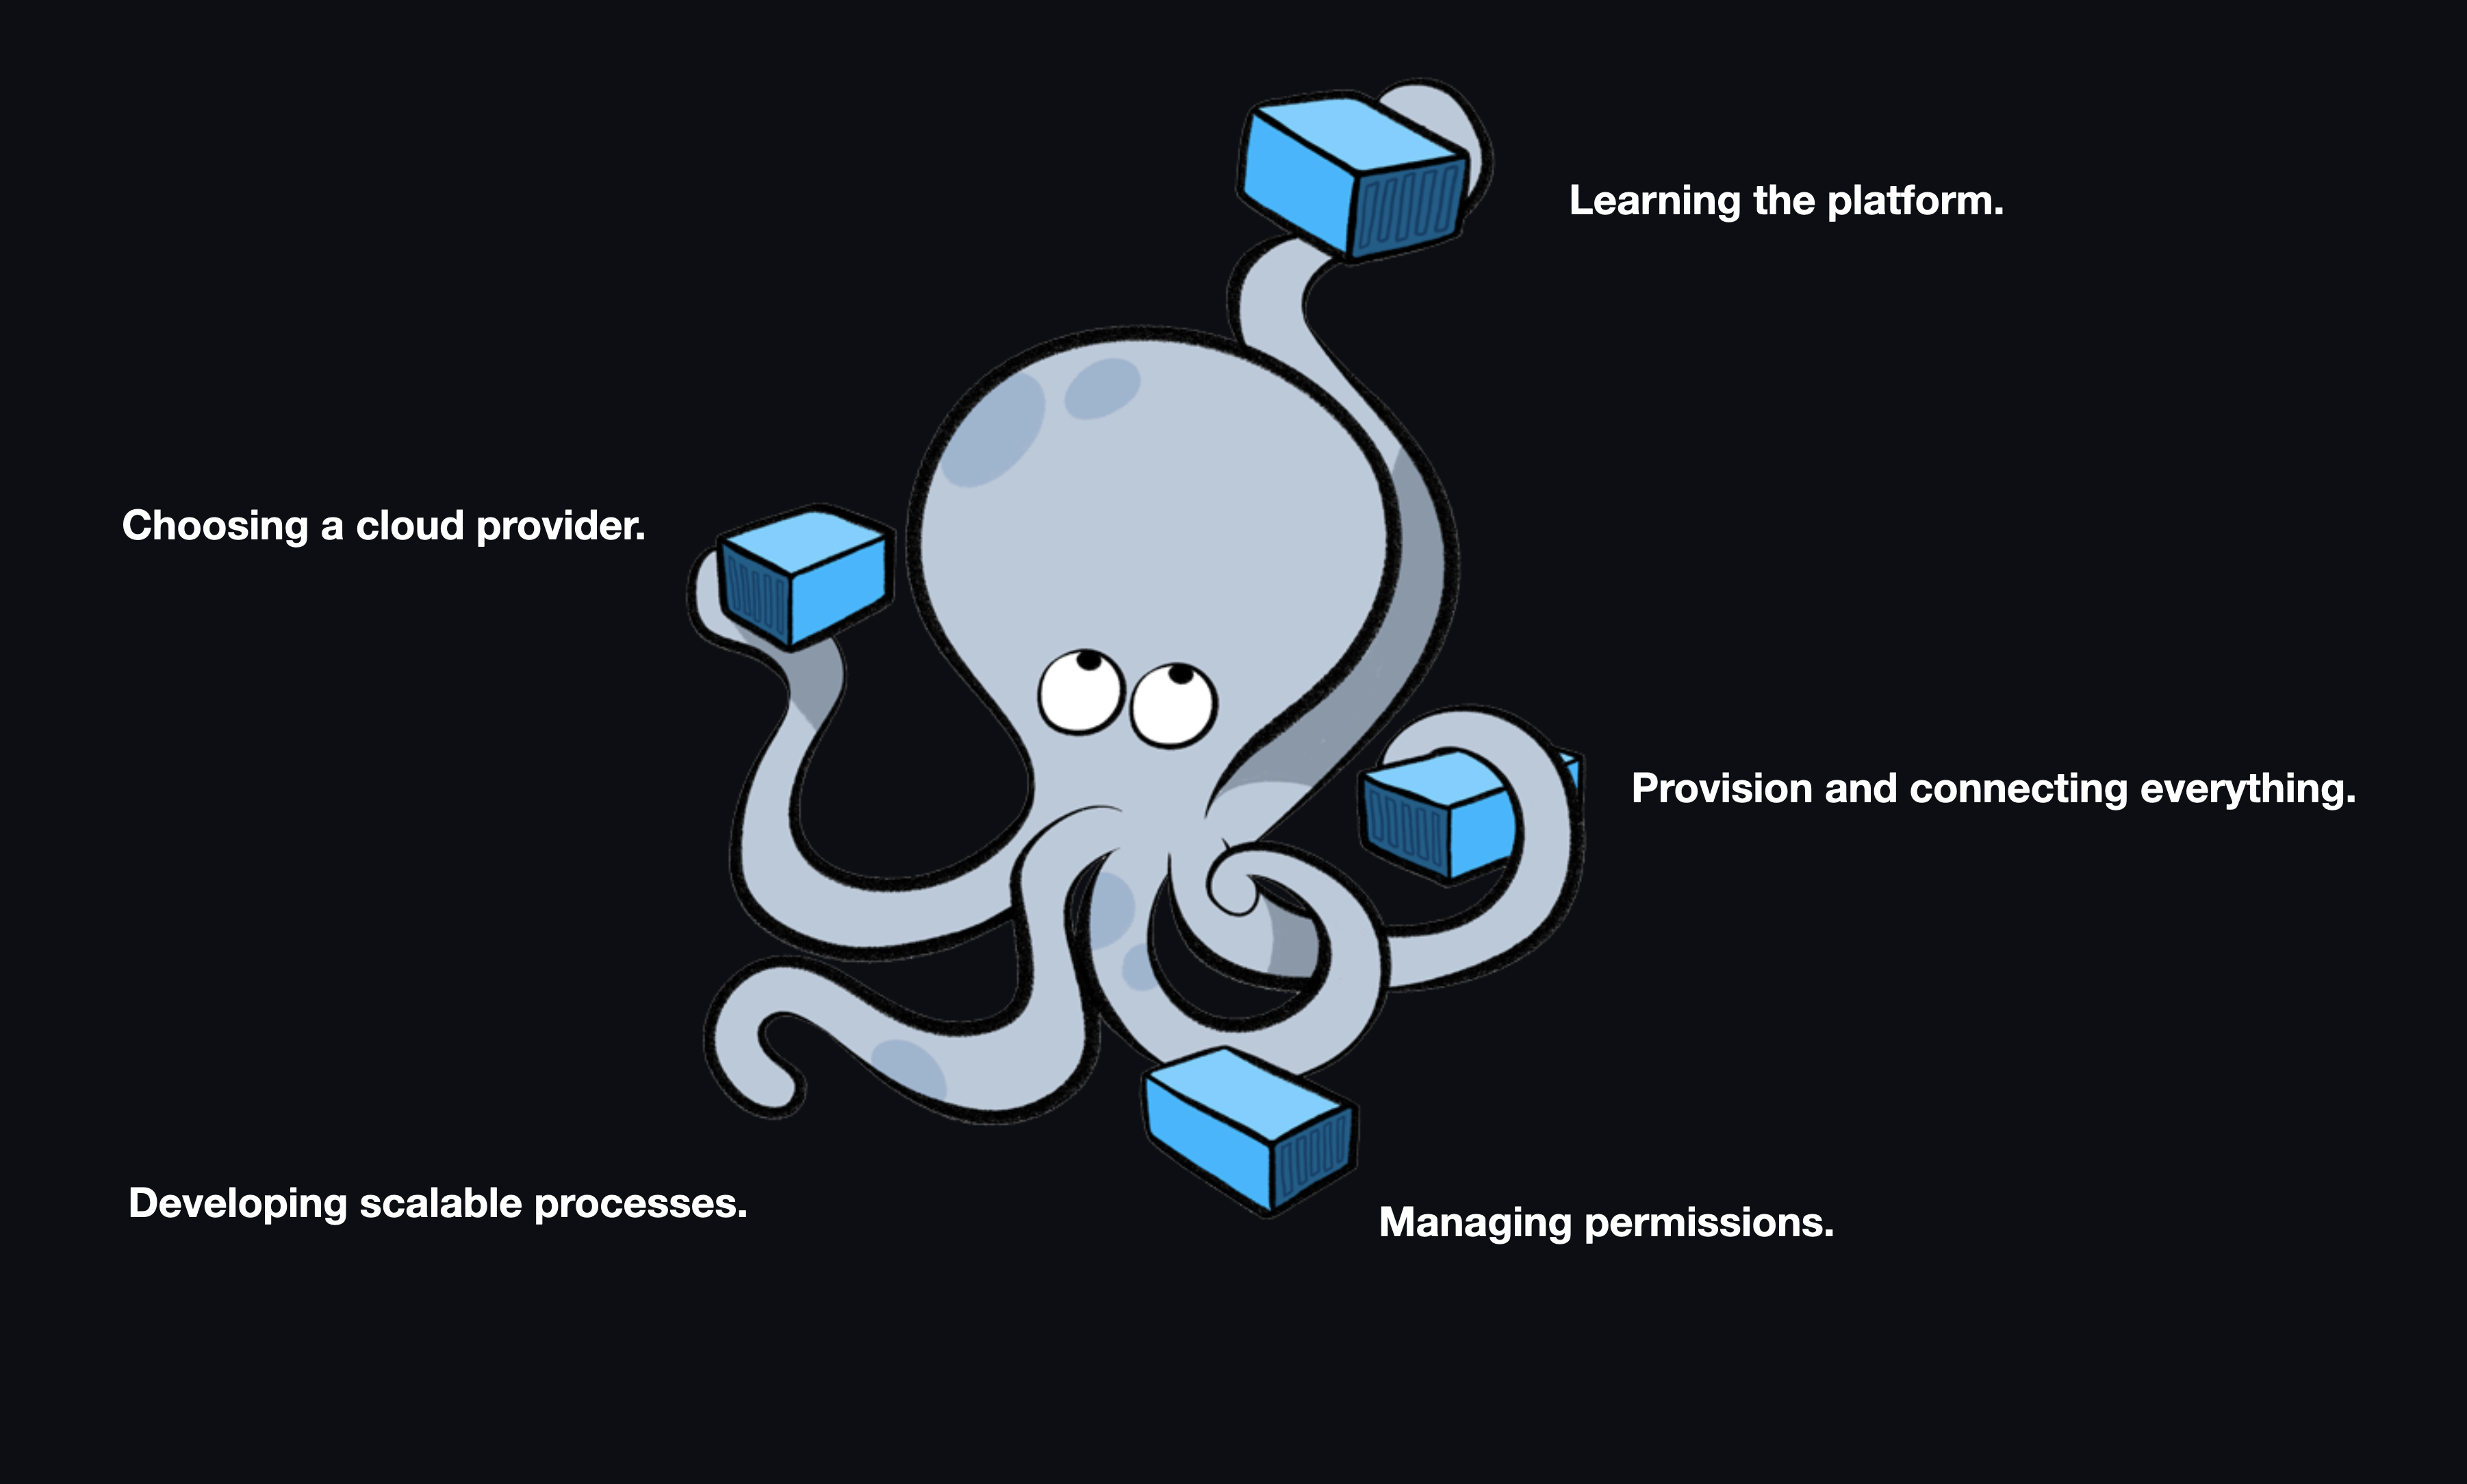 Learning the platform.
Choosing a cloud provider.
Provision and connecting everything.
Developing scalable processes.
Managing permissions.